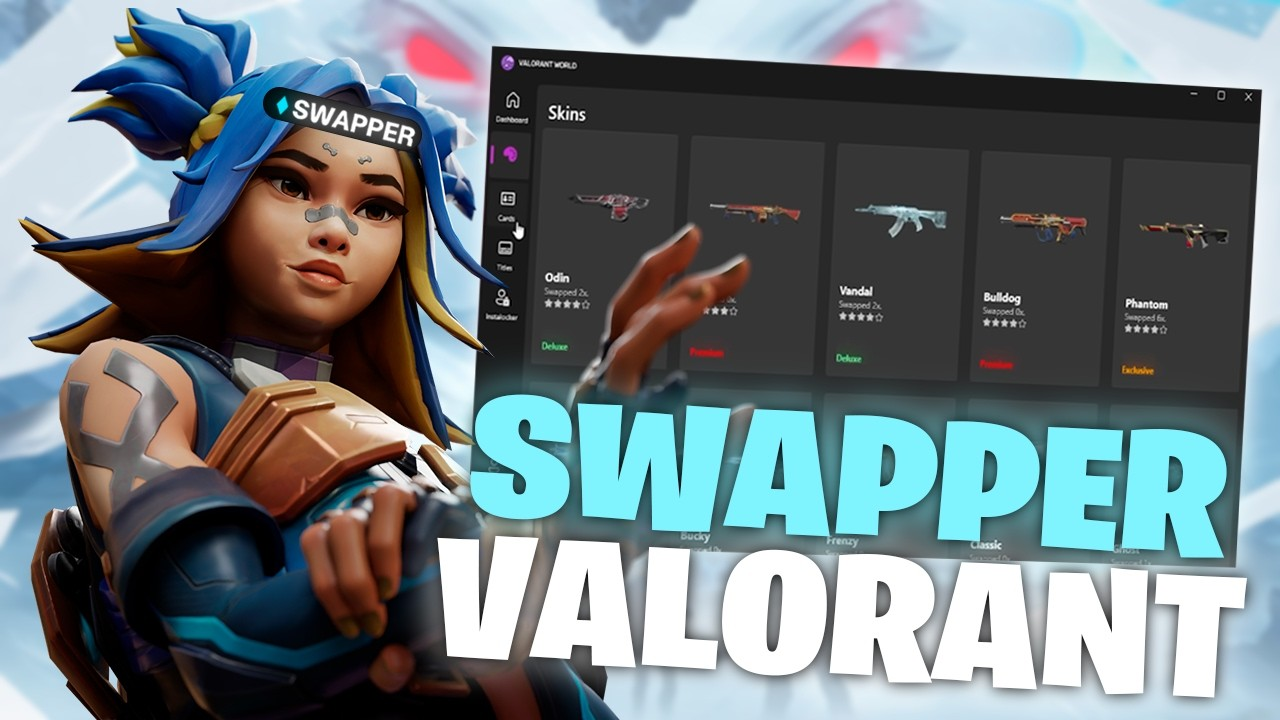 VALORANT WORLD
SWAPPER
Skins
Dashboard
Cards
Titles
Instalocker
Odin
Swapped 2x.
Deluxe
Premium
Vandal
Swapped 2x.
Deluxe
Bulldog
Swapped 0x.
Premium
Phantom
Swapped 6x.
Exclusive
SWAPPER
Bucky
Frenzy
Classic
Ghost
VALORANT